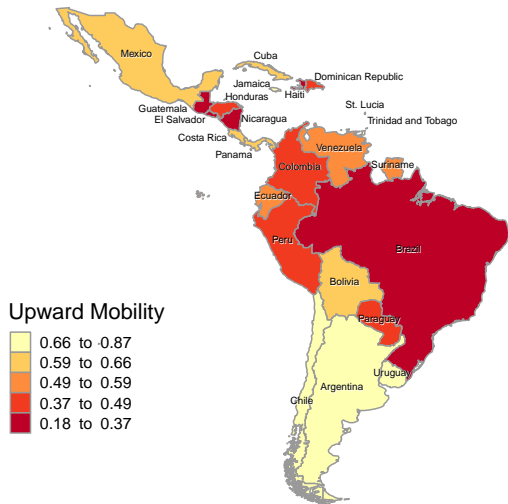 Mexico
Cuba
Jamaica
Dominican Republic
Honduras
Haiti
Guatemala
St. Lucia
El Salvador
Nicaragua
Trinidad and Tobago
Costa Rica
Panama
Venezuela
Colombia
Suriname
Ecuador
Peru
Brazil
Bolivia
Paraguay
Uruguay
Argentina
Chile
Upward Mobility
0.66 to 0.87
0.59 to 0.66
0.49 to 0.59
0.37 to 0.49
0.18 to 0.37